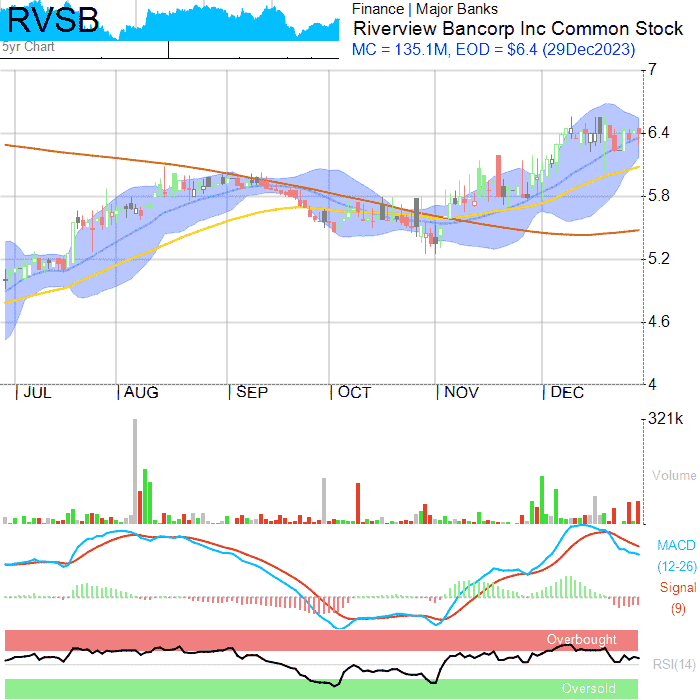 RVSB
5yr Chart
Finance | Major Banks
Riverview Bancorp Inc Common Stock
MC = 135.1M, EOD = $6.4 (29Dec2023)
7
6.4
5.8
5.2
4.6
4
JUL AUG SEP OCT NOV DEC
321k
Volume
MACD
(12-26)
Signal
(9)
Overbought
RSI(14)
Oversold